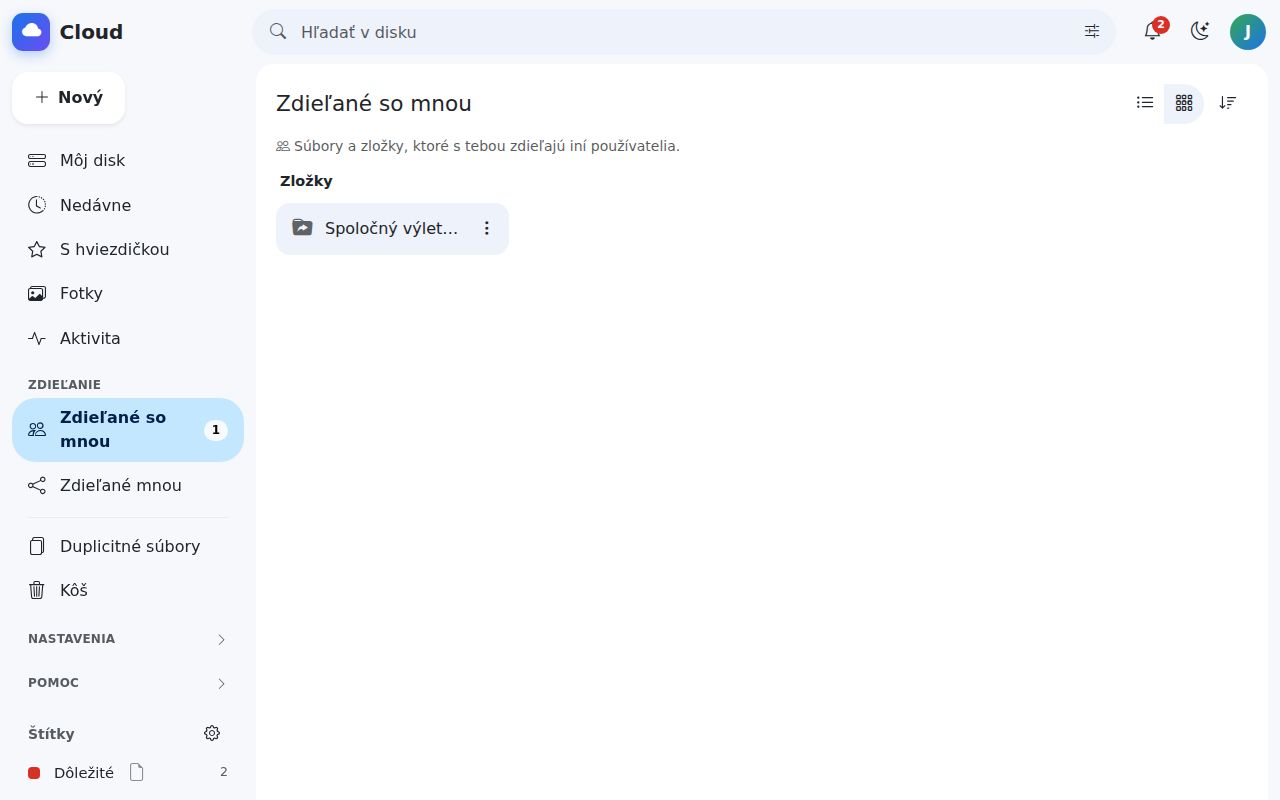 Cloud
Hľadať v disku
2
J
Nový
Môj disk
Nedávne
S hviezdičkou
Fotky
Aktivita
ZDIEĽANIE
Zdieľané so
mnou
1
Zdieľané mnou
Duplicitné súbory
Kôš
NASTAVENIA
POMOC
Štítky
Dôležité
2
Zdieľané so mnou
Súbory a zložky, ktoré s tebou zdieľajú iní používatelia.
Zložky
Spoločný výlet…